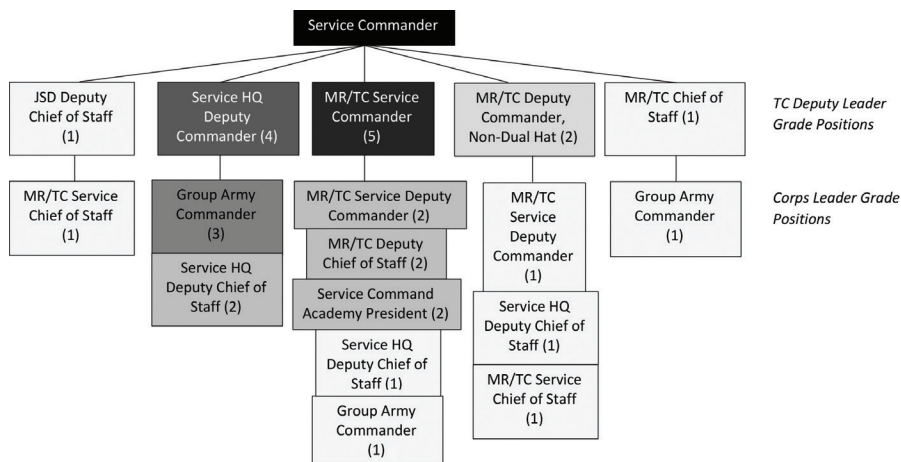 Service Commander
JSD Deputy
Chief of Staff
(1)
Service HQ
Deputy
Commander (4)
MR/TC Service
Commander
(5)
MR/TC Deputy
Commander,
Non-Dual Hat (2)
MR/TC Chief of
Staff (1)
TC Deputy Leader
Grade Positions
MR/TC Service
Chief of Staff
(1)
Group Army
Commander
(3)
Service HQ
Deputy Chief of
Staff (2)
MR/TC Service Deputy
Commander (2)
MR/TC Deputy
Chief of Staff (2)
Service Command
Academy President (2)
Service HQ
Deputy Chief of
Staff (1)
Group Army
Commander
(1)
MR/TC
Service
Deputy
Commander
(1)
Service HQ
Deputy Chief of
Staff (1)
MR/TC Service
Chief of Staff
(1)
Group Army
Commander
(1)
Corps Leader Grade
Positions